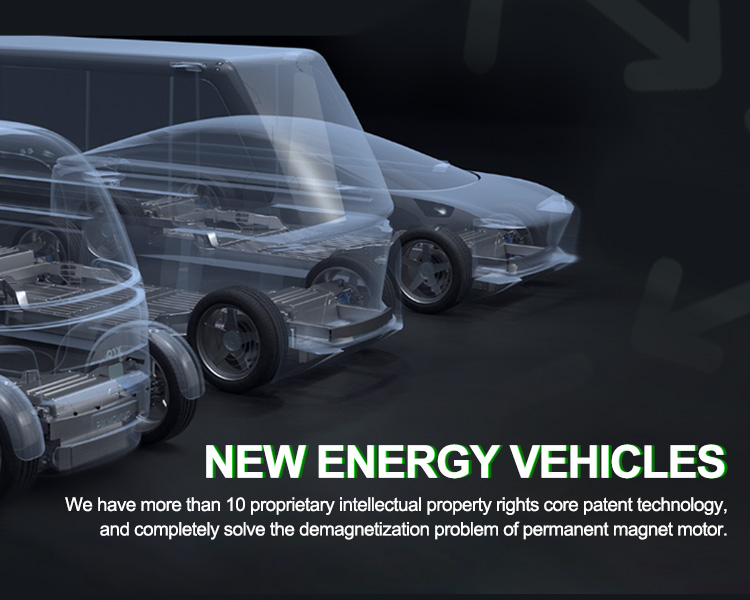 NEW ENERGY VEHICLES
We have more than 10 proprietary intellectual property rights core patent technology,
and completely solve the demagnetization problem of permanent magnet motor.